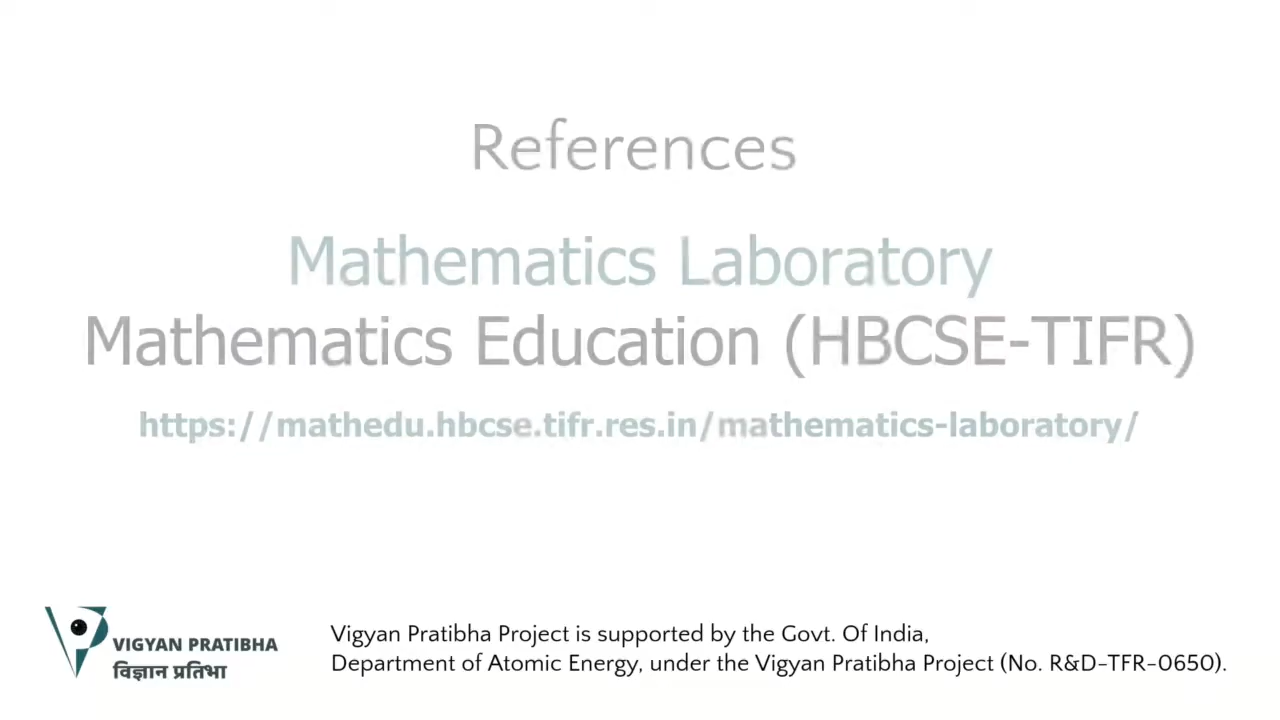 References
Mathematics Laboratory
Mathematics Education (HBCSE-TIFR)
https://mathedu.hbcse.tifr.res.in/mathematics-laboratory/
VIGYAN PRATIBHA
विज्ञान प्रतिभा
Vigyan Pratibha Project is supported by the Govt. Of India,
Department of Atomic Energy, under the Vigyan Pratibha Project (No. R&D-TFR-0650).